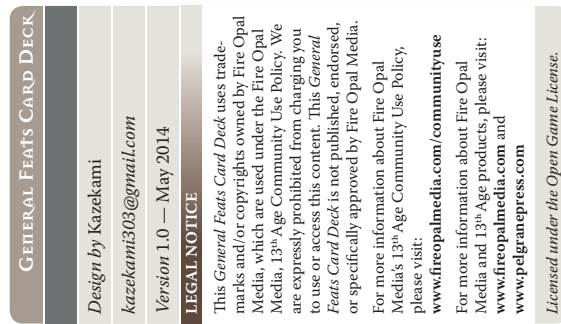 General Feats Card Deck
Design by Kazekami
kazekami303@gmail.com
Version 1.0 — May 2014
LEGAL NOTICE
This General Feats Card Deck uses trade-
marks and/or copyrights owned by Fire Opal
Media, which are used under the Fire Opal
Media, 13th Age Community Use Policy. We
are expressly prohibited from charging you
to use or access this content. This General
Feats Card Deck is not published, endorsed,
or specifically approved by Fire Opal Media.
For more information about Fire Opal
Media's 13th Age Community Use Policy,
please visit:
www.fireopalmedia.com/communityuse
For more information about Fire Opal
Media and 13th Age products, please visit:
www.fireopalmedia.com and
www.pelgranepress.com
Licensed under the Open Game License.